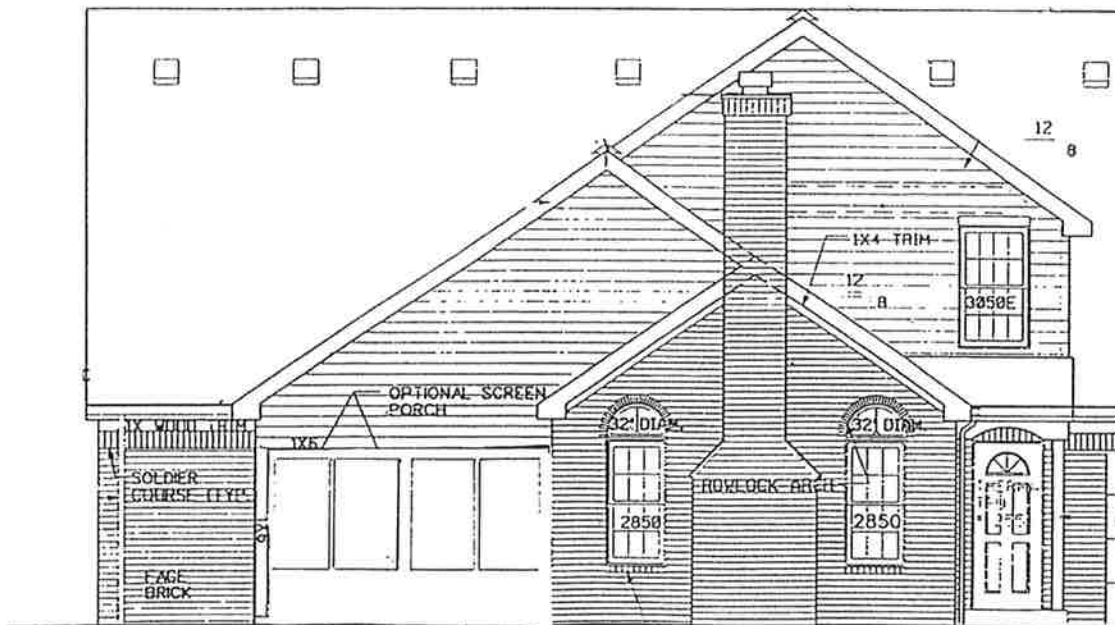 12
8
1X4 TRIM
12
8
3050E
OPTIONAL SCREEN
PORCH
1X WOOD TRIM
1X6
32" DIAM.
32" DIAM.
SOLDIER
COURSE (TYP.
ROWLOCK
2850
2850
FACE
BRICK